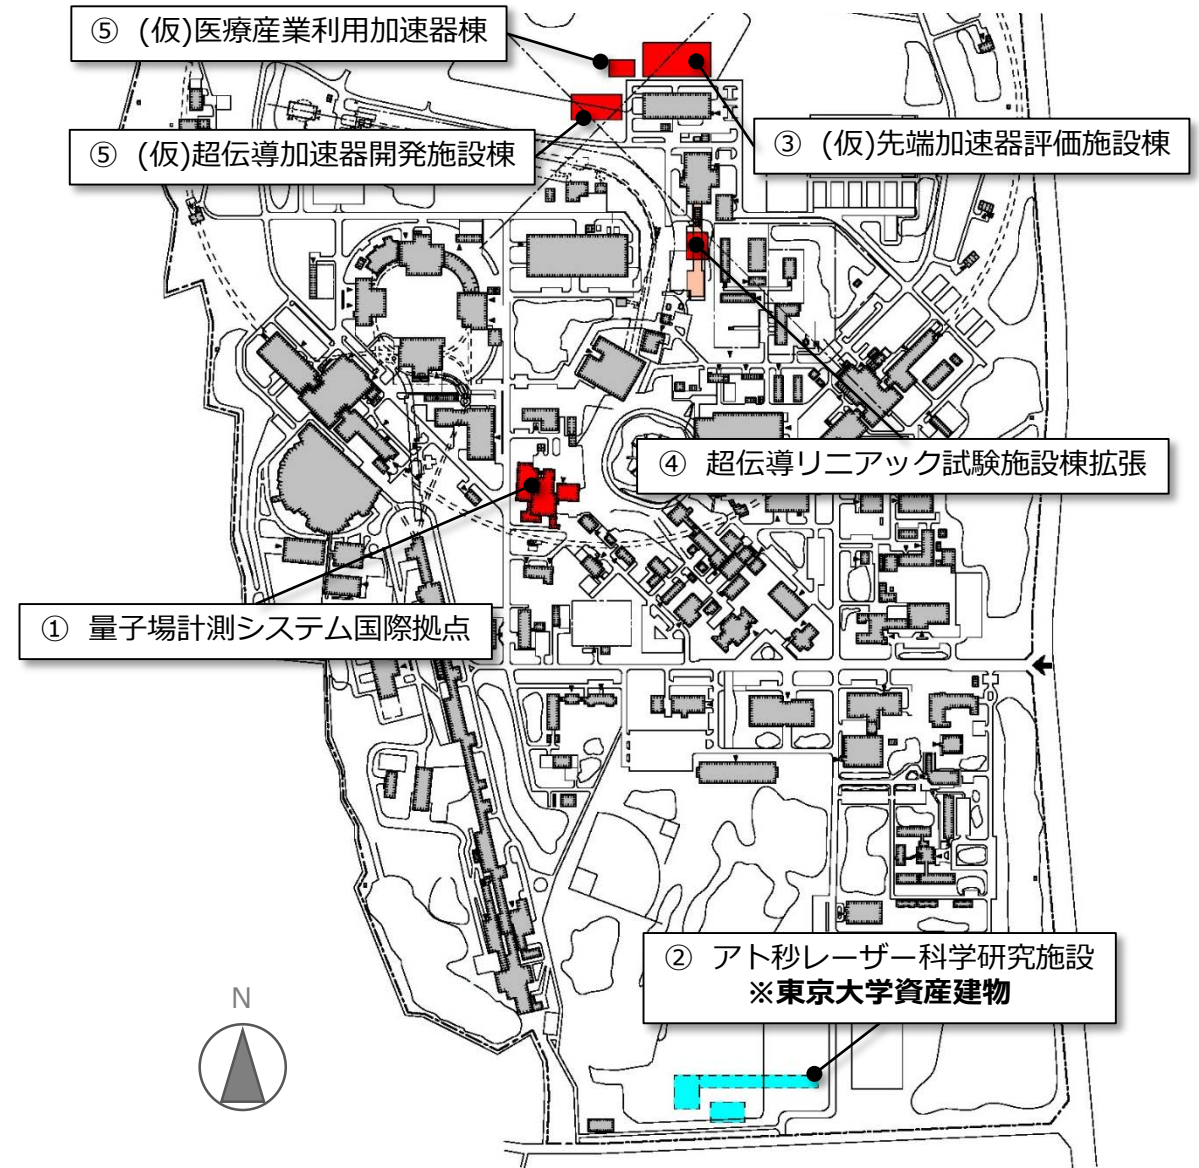 ⑤ (仮)医療産業利用加速器棟
⑤ (仮)超伝導加速器開発施設棟
③ (仮)先端加速器評価施設棟
④ 超伝導リニアック試験施設棟拡張
① 量子場計測システム国際拠点
② アト秒レーザー科学研究施設
※東京大学資産建物
N